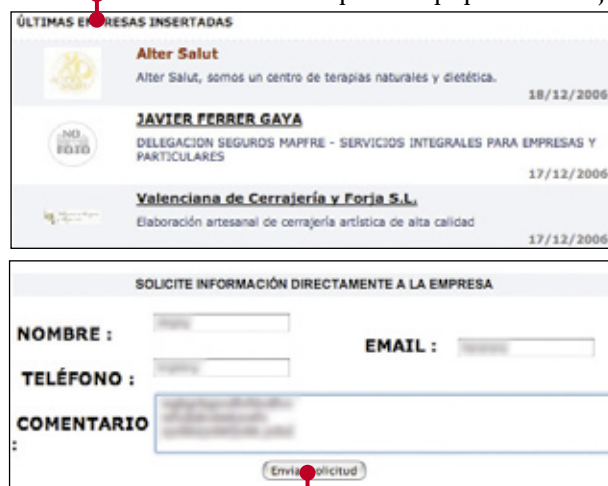 ÚLTIMAS EMPRESAS INSERTADAS
Alter Salut
Alter Salut, somos un centro de terapias naturales y dietética.
18/12/2006
NO
FOTO
JAVIER FERRER GAYA
DELEGACION SEGUROS MAPFRE - SERVICIOS INTEGRALES PARA EMPRESAS Y
PARTICULARES
17/12/2006
Valenciana de Cerrajería y Forja S.L.
Elaboración artesanal de cerrajería artística de alta calidad
17/12/2006
SOLICITE INFORMACIÓN DIRECTAMENTE A LA EMPRESA
NOMBRE :
EMAIL :
TELÉFONO :
COMENTARIO
:
Enviar solicitud